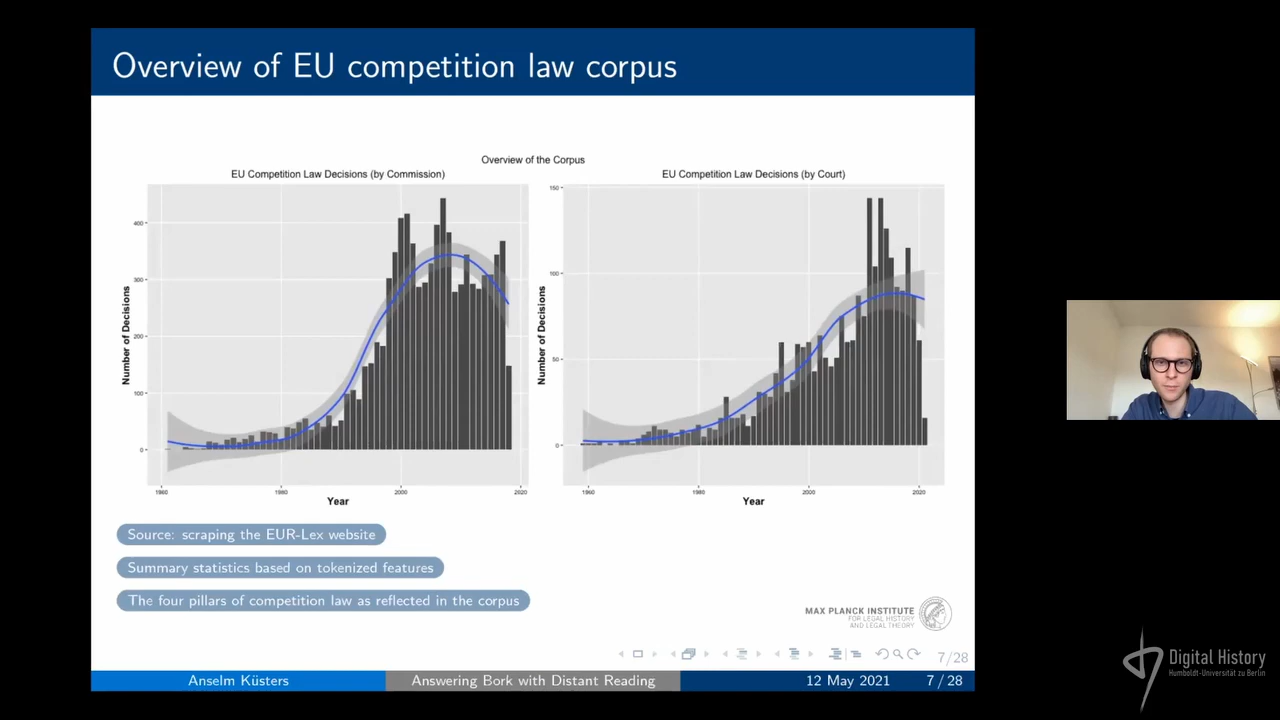 Overview of EU competition law corpus
Overview of the Corpus
EU Competition Law Decisions (by Commission)
EU Competition Law Decisions (by Court)
Number of Decisions
400
300
200
100
0
1960
1980
2000
2020
Year
Number of Decisions
150
100
50
0
1960
1980
2000
2020
Year
Source: scraping the EUR-Lex website
Summary statistics based on tokenized features
The four pillars of competition law as reflected in the corpus
MAX PLANCK INSTITUTE
FOR LEGAL HISTORY
AND LEGAL THEORY
7/28
Anselm Küsters
Answering Bork with Distant Reading
12 May 2021
7 / 28
Digital History
Humboldt-Universität zu Berlin